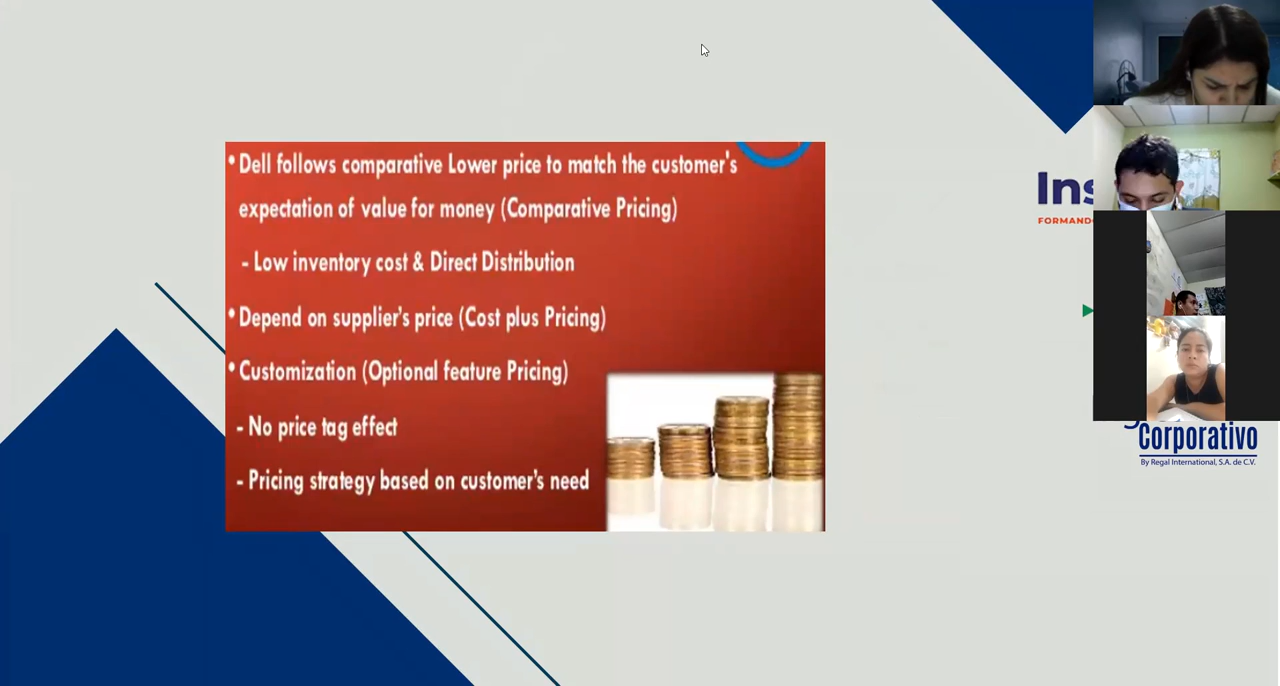 • Dell follows comparative Lower price to match the customer's
expectation of value for money (Comparative Pricing)
- Low inventory cost & Direct Distribution
• Depend on supplier's price (Cost plus Pricing)
• Customization (Optional feature Pricing)
- No price tag effect
- Pricing strategy based on customer's need
Ins
FORMAND
Corporativo
By Regal International, S.A. de C.V.